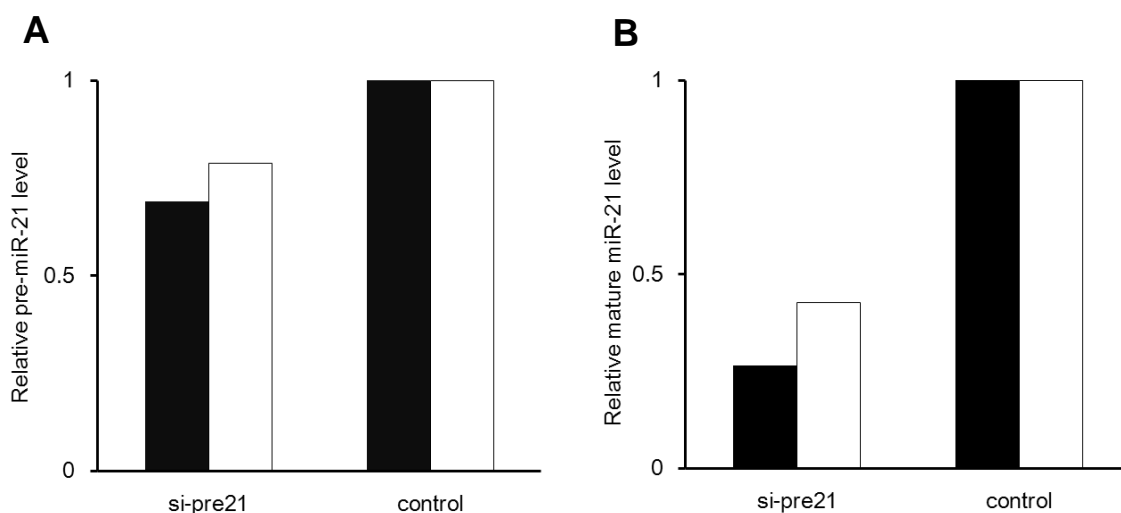 A
Relative pre-miR-21 level
1
0.5
0
si-pre21
control
B
Relative mature miR-21 level
1
0.5
0
si-pre21
control